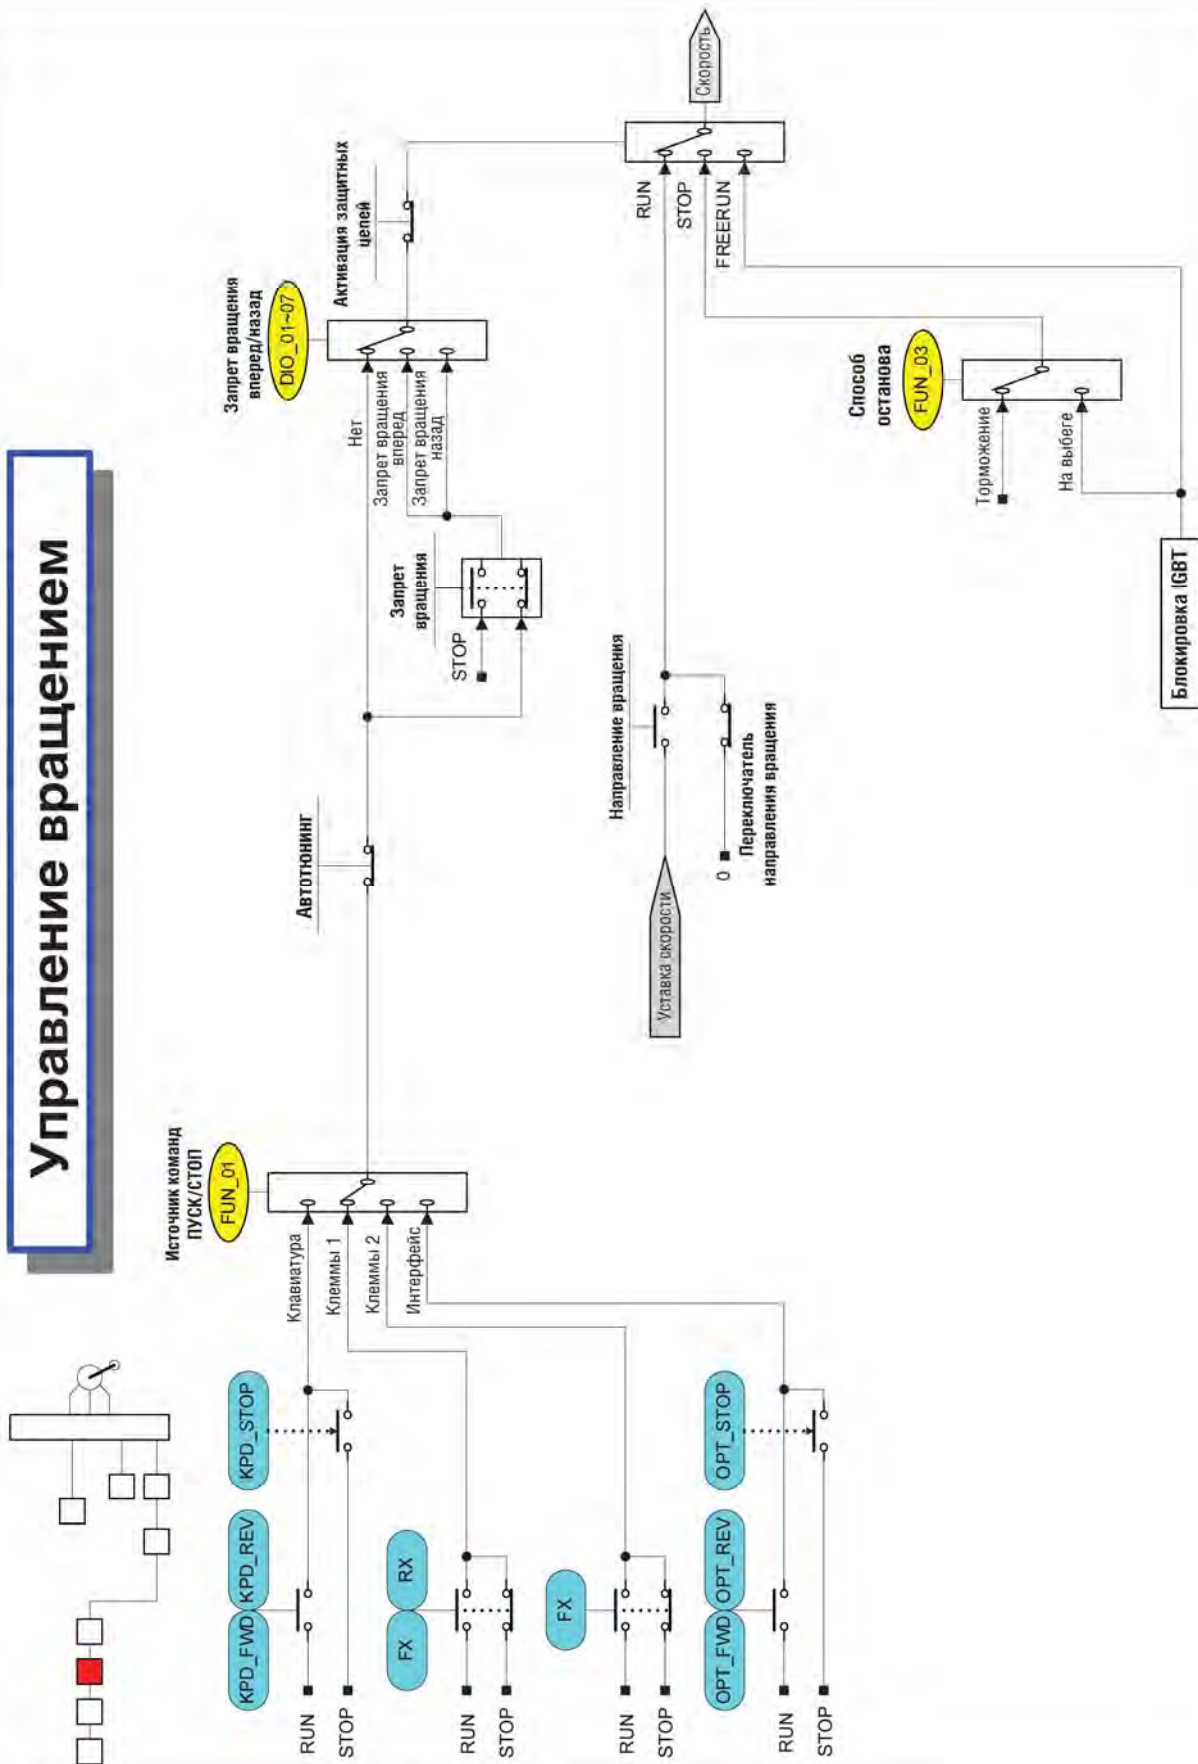 Управление вращением
Источник команд
ПУСК/СТОП
FUN_01
Клавиатура
Клеммы 1
Клеммы 2
Интерфейс
KPD_FWD
KPD_REV
KPD_STOP
RUN
STOP
FX
RX
RUN
STOP
FX
RUN
STOP
OPT_FWD
OPT_REV
OPT_STOP
RUN
STOP
Автотюнинг
Запрет вращения
вперед/назад
DIO_01~07
Нет
Запрет вращения
вперед
Запрет вращения
назад
Запрет
вращения
STOP
Активация защитных
цепей
Направление вращения
Уставка скорости
0
Переключатель
направления вращения
RUN
STOP
FREERUN
Скорость
Способ
останова
FUN_03
Торможение
На выбеге
Блокировка IGBT